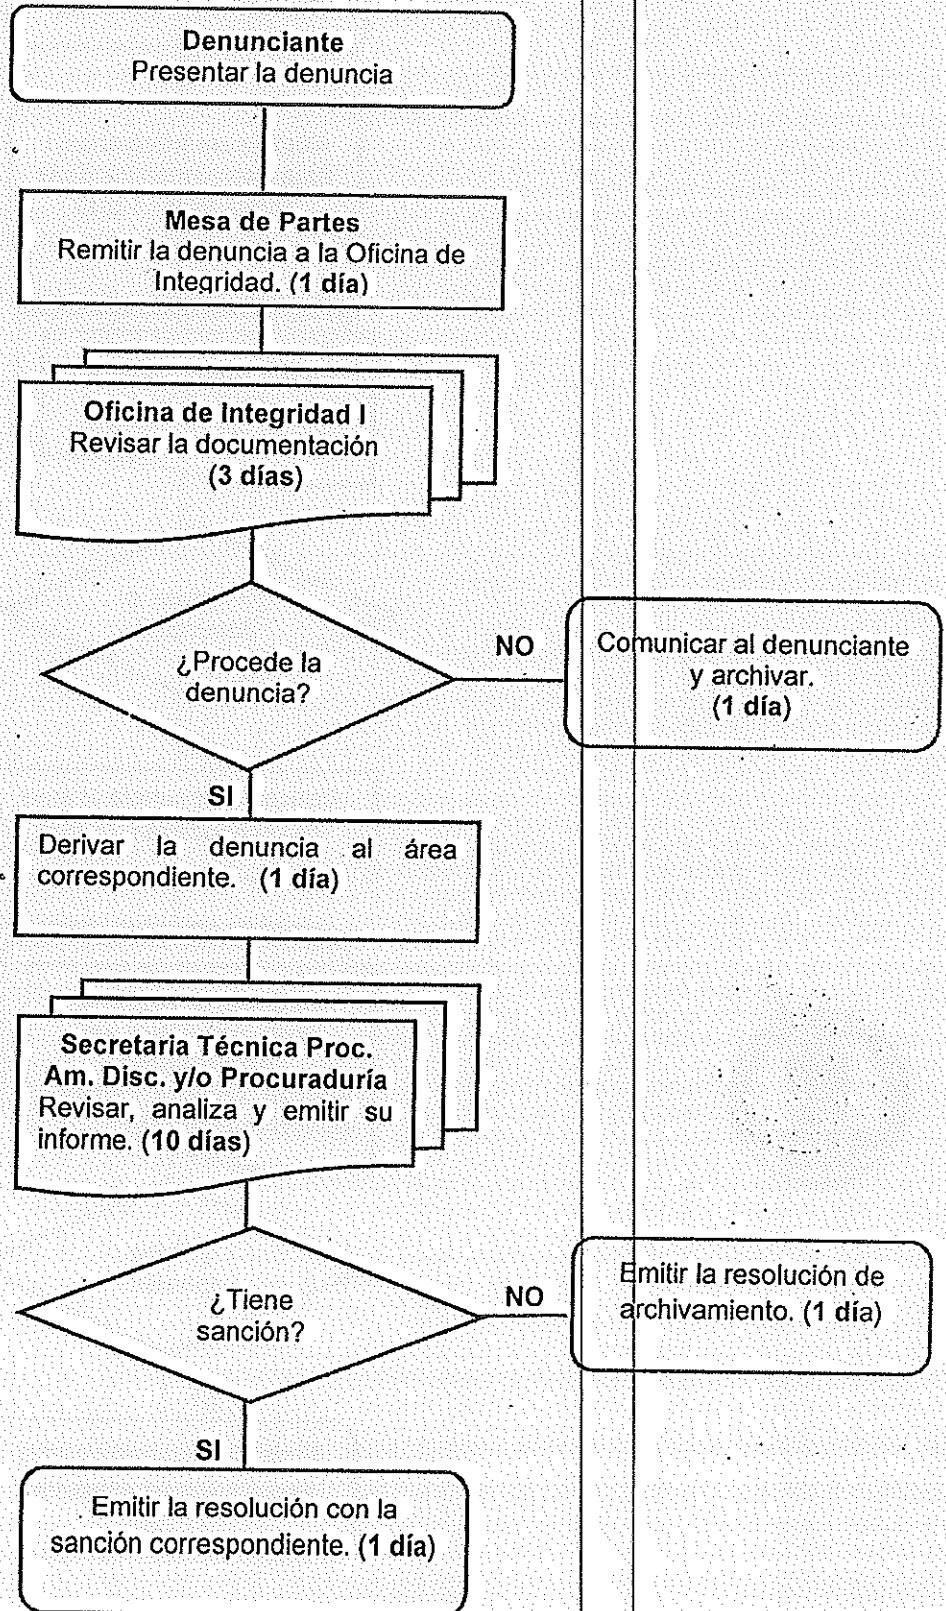 Denunciante
Presentar la denuncia
Mesa de Partes
Remitir la denuncia a la Oficina de
Integridad. (1 día)
Oficina de Integridad I
Revisar la documentación
(3 días)
¿Procede la
denuncia?
NO
Comunicar al denunciante
y archivar.
(1 día)
SI
Derivar la denuncia al área
correspondiente. (1 día)
Secretaria Técnica Proc.
Am. Disc. y/o Procuraduría
Revisar, analiza y emitir su
informe. (10 días)
¿Tiene
sanción?
NO
Emitir la resolución de
archivamiento. (1 día)
SI
Emitir la resolución con la
sanción correspondiente. (1 día)